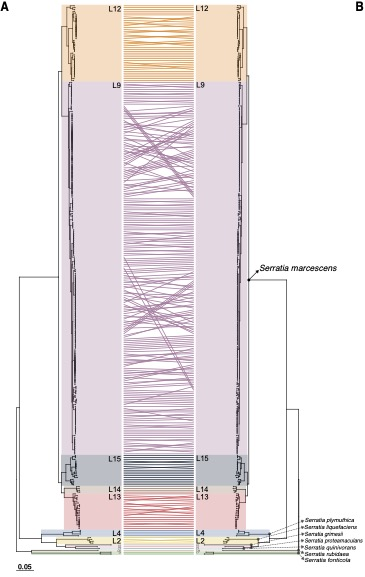 A
B
L12
L12
L9
L9
Serratia marcescens
L15
L15
L14
L14
L13
L13
L4
L4
L2
L2
Serratia plymuthica
Serratia liquefaciens
Serratia grimesii
Serratia proteamaculans
Serratia quinivorans
Serratia rubidaea
Serratia fonticola
0.05